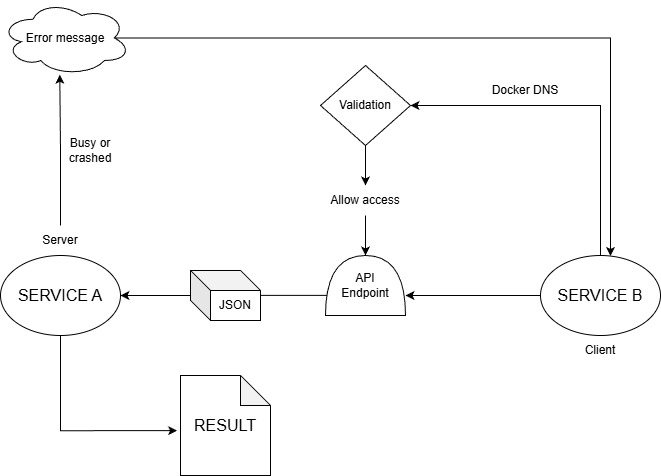 Error message
Docker DNS
Validation
Busy or
crashed
Allow access
Server
API
Endpoint
SERVICE A
JSON
SERVICE B
Client
RESULT